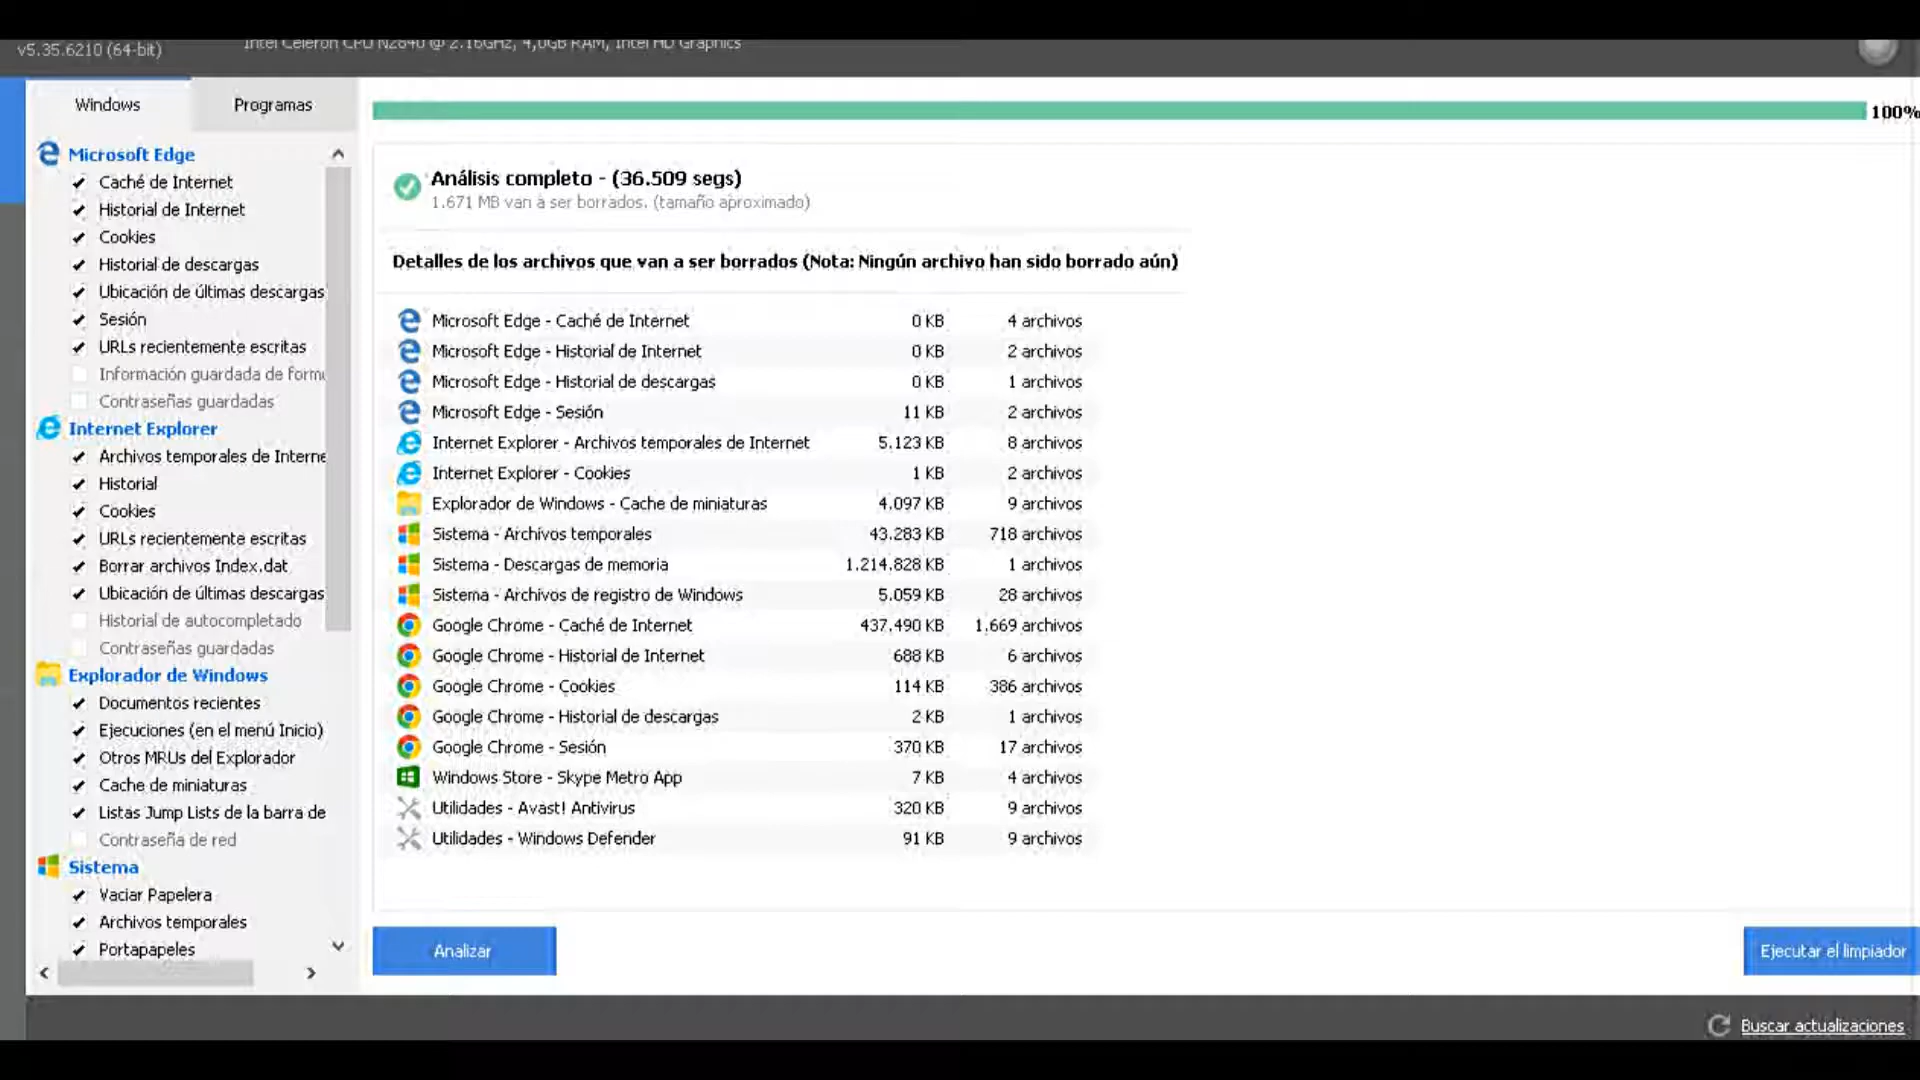 v5.35.6210 (64-bit)
Intel Celeron CPU N2840 @ 2.16GHz, 4,0GB RAM, Intel HD Graphics
Windows
Programas
100%
Microsoft Edge
Caché de Internet
Historial de Internet
Cookies
Historial de descargas
Ubicación de últimas descargas
Sesión
URLs recientemente escritas
Información guardada de formu
Contraseñas guardadas
Internet Explorer
Archivos temporales de Interne
Historial
Cookies
URLs recientemente escritas
Borrar archivos Index.dat
Ubicación de últimas descargas
Historial de autocompletado
Contraseñas guardadas
Explorador de Windows
Documentos recientes
Ejecuciones (en el menú Inicio)
Otros MRUs del Explorador
Cache de miniaturas
Listas Jump Lists de la barra de
Contraseña de red
Sistema
Vaciar Papelera
Archivos temporales
Portapapeles
Análisis completo - (36.509 segs)
1.671 MB van a ser borrados. (tamaño aproximado)
Detalles de los archivos que van a ser borrados (Nota: Ningún archivo han sido borrado aún)
Microsoft Edge - Caché de Internet 0 KB 4 archivos
Microsoft Edge - Historial de Internet 0 KB 2 archivos
Microsoft Edge - Historial de descargas 0 KB 1 archivos
Microsoft Edge - Sesión 11 KB 2 archivos
Internet Explorer - Archivos temporales de Internet 5.123 KB 8 archivos
Internet Explorer - Cookies 1 KB 2 archivos
Explorador de Windows - Cache de miniaturas 4.097 KB 9 archivos
Sistema - Archivos temporales 43.283 KB 718 archivos
Sistema - Descargas de memoria 1.214.828 KB 1 archivos
Sistema - Archivos de registro de Windows 5.059 KB 28 archivos
Google Chrome - Caché de Internet 437.490 KB 1.669 archivos
Google Chrome - Historial de Internet 688 KB 6 archivos
Google Chrome - Cookies 114 KB 386 archivos
Google Chrome - Historial de descargas 2 KB 1 archivos
Google Chrome - Sesión 370 KB 17 archivos
Windows Store - Skype Metro App 7 KB 4 archivos
Utilidades - Avast! Antivirus 320 KB 9 archivos
Utilidades - Windows Defender 91 KB 9 archivos
Analizar
Ejecutar el limpiador
Buscar actualizaciones